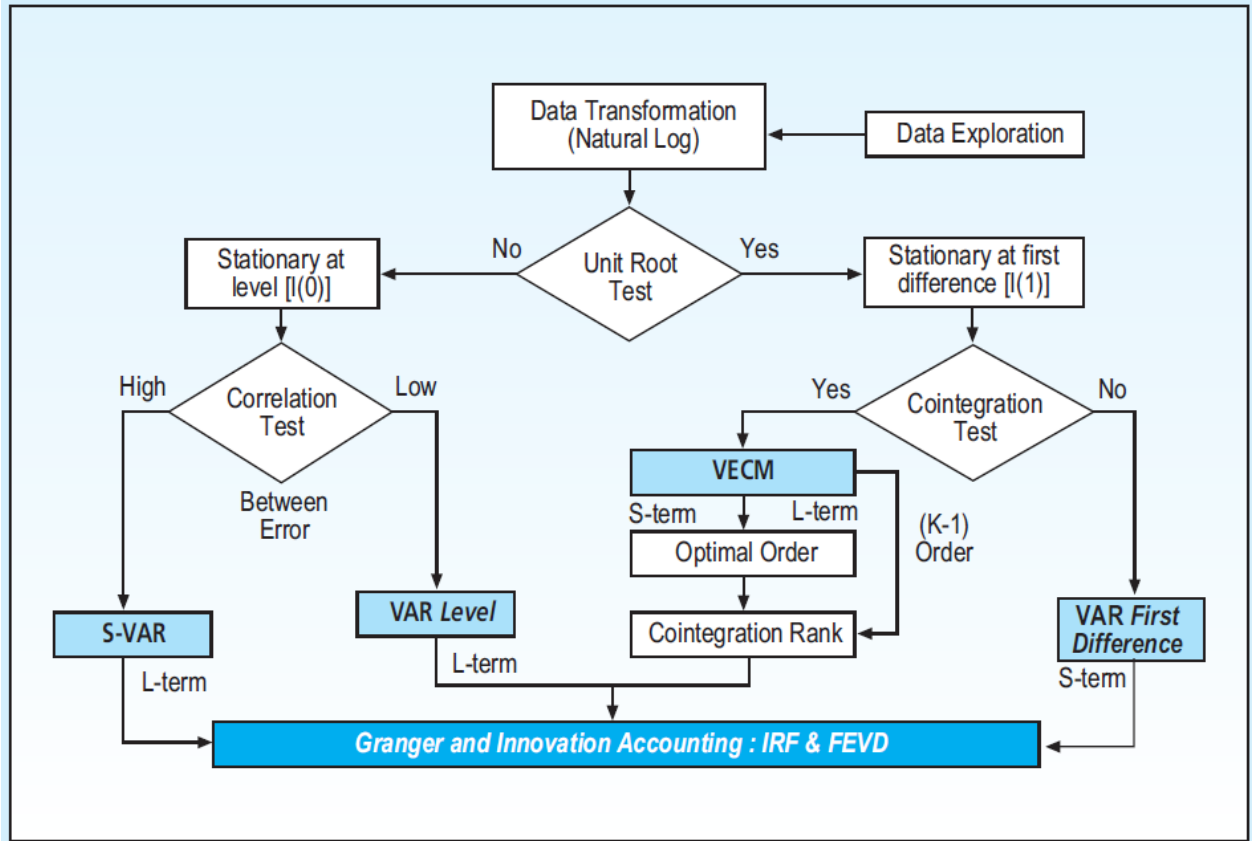 Data Transformation
(Natural Log)
Data Exploration
No
Unit Root
Test
Yes
Stationary at
level [I(0)]
Stationary at first
difference [I(1)]
High
Correlation
Test
Low
Between
Error
Yes
Cointegration
Test
No
VECM
S-term
L-term
(K-1)
Order
Optimal Order
Cointegration Rank
S-VAR
L-term
VAR Level
L-term
VAR First
Difference
S-term
Granger and Innovation Accounting : IRF & FEVD